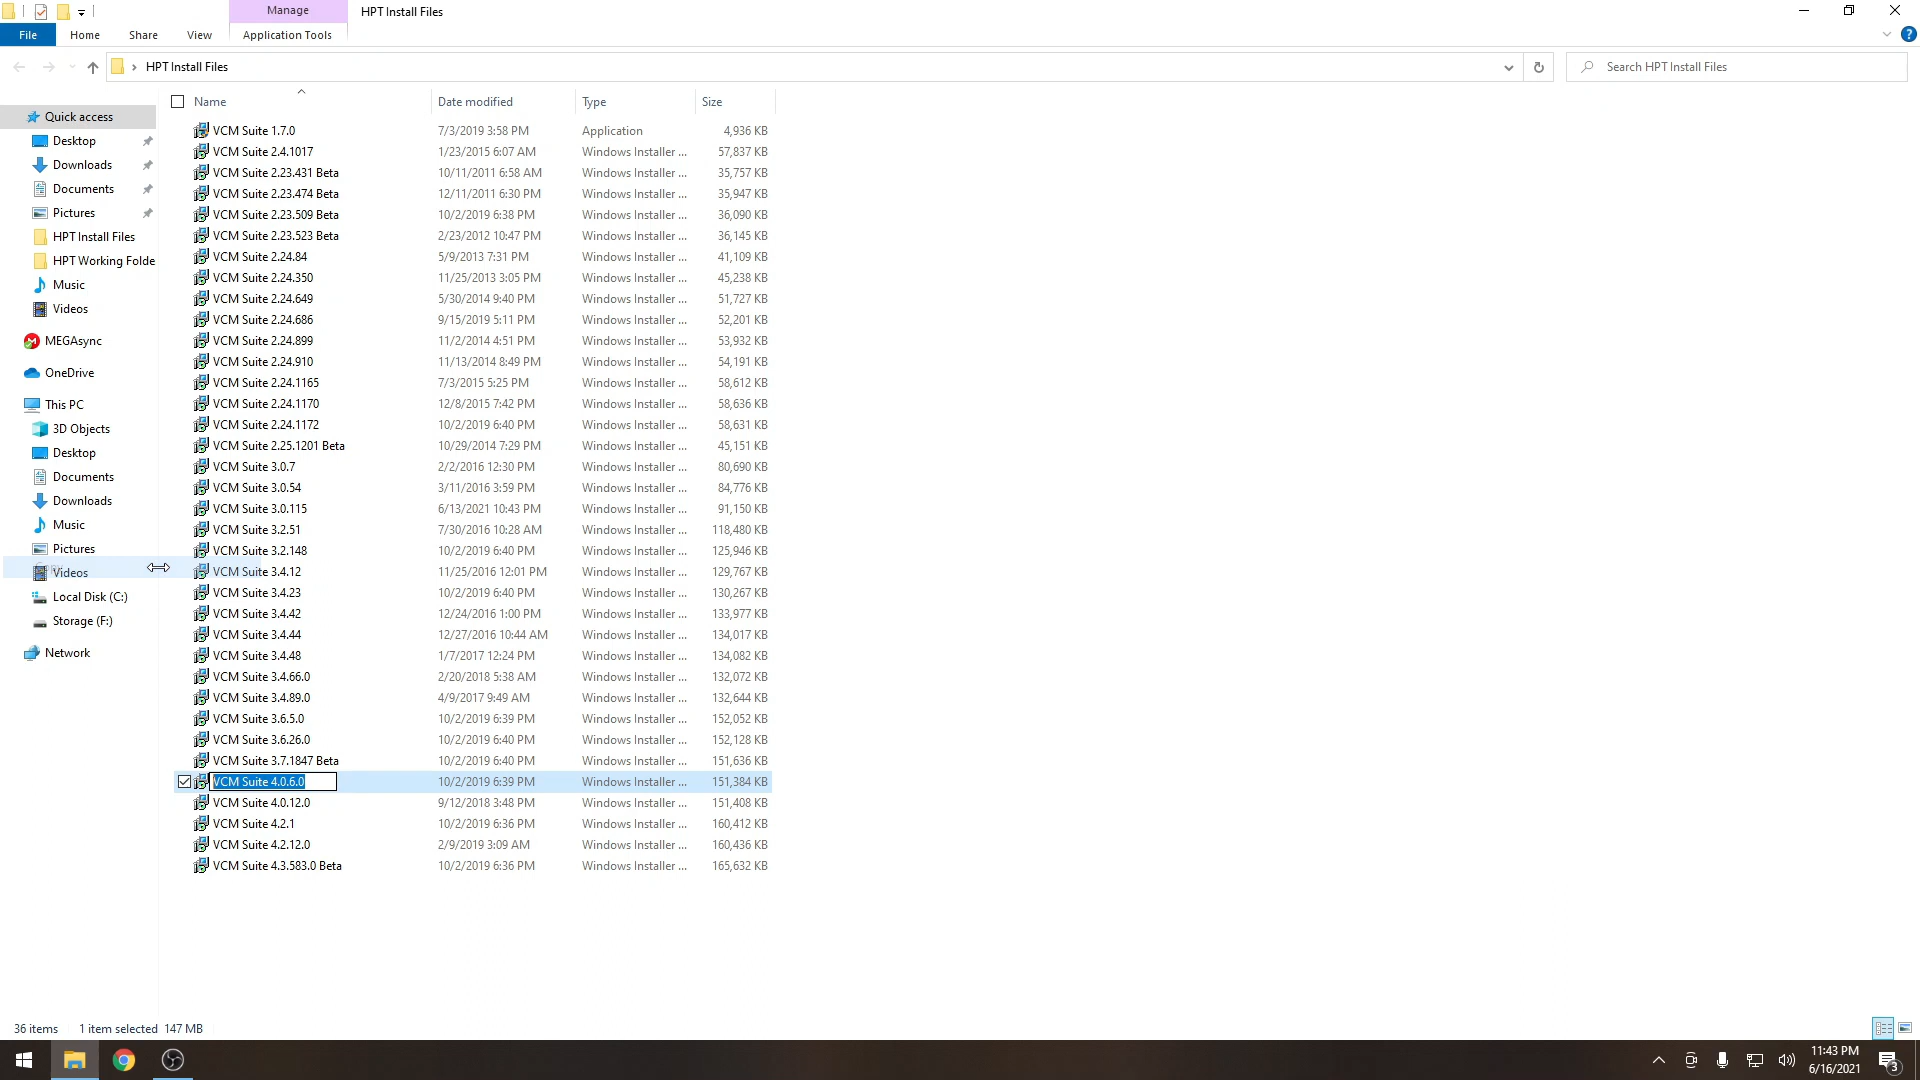 Manage
HPT Install Files
File
Home
Share
View
Application Tools
HPT Install Files
Search HPT Install Files
Name
Date modified
Type
Size
Quick access
Desktop
Downloads
Documents
Pictures
HPT Install Files
HPT Working Folde
Music
Videos
MEGAsync
OneDrive
This PC
3D Objects
Desktop
Documents
Downloads
Music
Pictures
Videos
Local Disk (C:)
Storage (F:)
Network
VCM Suite 1.7.0 7/3/2019 3:58 PM Application 4,936 KB
VCM Suite 2.4.1017 1/23/2015 6:07 AM Windows Installer ... 57,837 KB
VCM Suite 2.23.431 Beta 10/11/2011 6:58 AM Windows Installer ... 35,757 KB
VCM Suite 2.23.474 Beta 12/11/2011 6:30 PM Windows Installer ... 35,947 KB
VCM Suite 2.23.509 Beta 10/2/2019 6:38 PM Windows Installer ... 36,090 KB
VCM Suite 2.23.523 Beta 2/23/2012 10:47 PM Windows Installer ... 36,145 KB
VCM Suite 2.24.84 5/9/2013 7:31 PM Windows Installer ... 41,109 KB
VCM Suite 2.24.350 11/25/2013 3:05 PM Windows Installer ... 45,238 KB
VCM Suite 2.24.649 5/30/2014 9:40 PM Windows Installer ... 51,727 KB
VCM Suite 2.24.686 9/15/2019 5:11 PM Windows Installer ... 52,201 KB
VCM Suite 2.24.899 11/2/2014 4:51 PM Windows Installer ... 53,932 KB
VCM Suite 2.24.910 11/13/2014 8:49 PM Windows Installer ... 54,191 KB
VCM Suite 2.24.1165 7/3/2015 5:25 PM Windows Installer ... 58,612 KB
VCM Suite 2.24.1170 12/8/2015 7:42 PM Windows Installer ... 58,636 KB
VCM Suite 2.24.1172 10/2/2019 6:40 PM Windows Installer ... 58,631 KB
VCM Suite 2.25.1201 Beta 10/29/2014 7:29 PM Windows Installer ... 45,151 KB
VCM Suite 3.0.7 2/2/2016 12:30 PM Windows Installer ... 80,690 KB
VCM Suite 3.0.54 3/11/2016 3:59 PM Windows Installer ... 84,776 KB
VCM Suite 3.0.115 6/13/2021 10:43 PM Windows Installer ... 91,150 KB
VCM Suite 3.2.51 7/30/2016 10:28 AM Windows Installer ... 118,480 KB
VCM Suite 3.2.148 10/2/2019 6:40 PM Windows Installer ... 125,946 KB
VCM Suite 3.4.12 11/25/2016 12:01 PM Windows Installer ... 129,767 KB
VCM Suite 3.4.23 10/2/2019 6:40 PM Windows Installer ... 130,267 KB
VCM Suite 3.4.42 12/24/2016 1:00 PM Windows Installer ... 133,977 KB
VCM Suite 3.4.44 12/27/2016 10:44 AM Windows Installer ... 134,017 KB
VCM Suite 3.4.48 1/7/2017 12:24 PM Windows Installer ... 134,082 KB
VCM Suite 3.4.66.0 2/20/2018 5:38 AM Windows Installer ... 132,072 KB
VCM Suite 3.4.89.0 4/9/2017 9:49 AM Windows Installer ... 132,644 KB
VCM Suite 3.6.5.0 10/2/2019 6:39 PM Windows Installer ... 152,052 KB
VCM Suite 3.6.26.0 10/2/2019 6:40 PM Windows Installer ... 152,128 KB
VCM Suite 3.7.1847 Beta 10/2/2019 6:40 PM Windows Installer ... 151,636 KB
VCM Suite 4.0.6.0 10/2/2019 6:39 PM Windows Installer ... 151,384 KB
VCM Suite 4.0.12.0 9/12/2018 3:48 PM Windows Installer ... 151,408 KB
VCM Suite 4.2.1 10/2/2019 6:36 PM Windows Installer ... 160,412 KB
VCM Suite 4.2.12.0 2/9/2019 3:09 AM Windows Installer ... 160,436 KB
VCM Suite 4.3.583.0 Beta 10/2/2019 6:36 PM Windows Installer ... 165,632 KB
36 items
1 item selected 147 MB
11:43 PM
6/16/2021
3